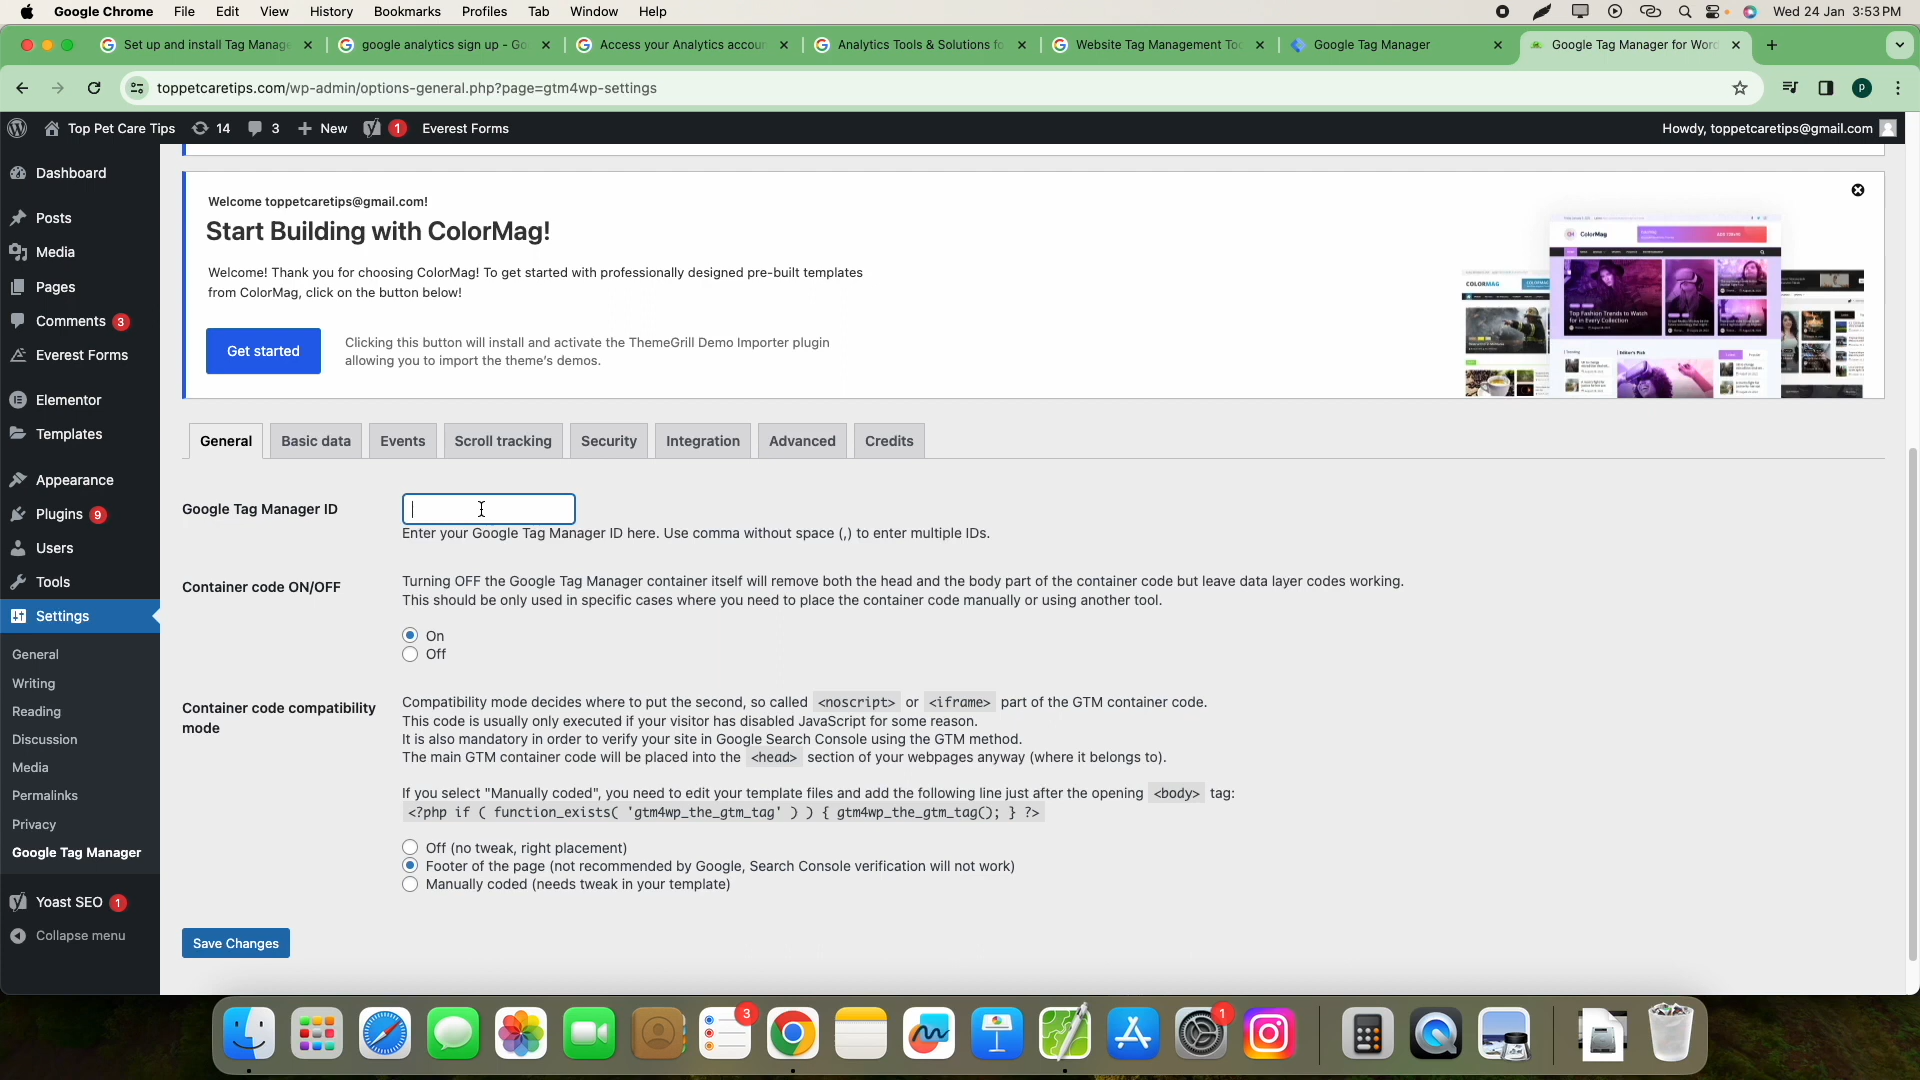 Google Chrome File Edit View History Bookmarks Profiles Tab Window Help Wed 24 Jan 3:53 PM
Set up and install Tag Manage google analytics sign up - Go Access your Analytics accou Analytics Tools & Solutions fo Website Tag Management Too Google Tag Manager Google Tag Manager for Word
toppetcaretips.com/wp-admin/options-general.php?page=gtm4wp-settings
Top Pet Care Tips 14 3 New 1 Everest Forms Howdy, toppetcaretips@gmail.com
Dashboard
Posts
Media
Pages
Comments 3
Everest Forms
Elementor
Templates
Appearance
Plugins 9
Users
Tools
Settings
General
Writing
Reading
Discussion
Media
Permalinks
Privacy
Google Tag Manager
Yoast SEO 1
Collapse menu
Welcome toppetcaretips@gmail.com!
Start Building with ColorMag!
Welcome! Thank you for choosing ColorMag! To get started with professionally designed pre-built templates
from ColorMag, click on the button below!
Get started
Clicking this button will install and activate the ThemeGrill Demo Importer plugin
allowing you to import the theme's demos.
COLORMAG
ColorMag
Top Fashion Trends to Watch
for in Every Collection
General Basic data Events Scroll tracking Security Integration Advanced Credits
Google Tag Manager ID
Enter your Google Tag Manager ID here. Use comma without space (,) to enter multiple IDs.
Container code ON/OFF
Turning OFF the Google Tag Manager container itself will remove both the head and the body part of the container code but leave data layer codes working.
This should be only used in specific cases where you need to place the container code manually or using another tool.
On
Off
Container code compatibility
mode
Compatibility mode decides where to put the second, so called <noscript> or <iframe> part of the GTM container code.
This code is usually only executed if your visitor has disabled JavaScript for some reason.
It is also mandatory in order to verify your site in Google Search Console using the GTM method.
The main GTM container code will be placed into the <head> section of your webpages anyway (where it belongs to).
If you select "Manually coded", you need to edit your template files and add the following line just after the opening <body> tag:
<?php if ( function_exists( 'gtm4wp_the_gtm_tag' ) ) { gtm4wp_the_gtm_tag(); } ?>
Off (no tweak, right placement)
Footer of the page (not recommended by Google, Search Console verification will not work)
Manually coded (needs tweak in your template)
Save Changes
3
1